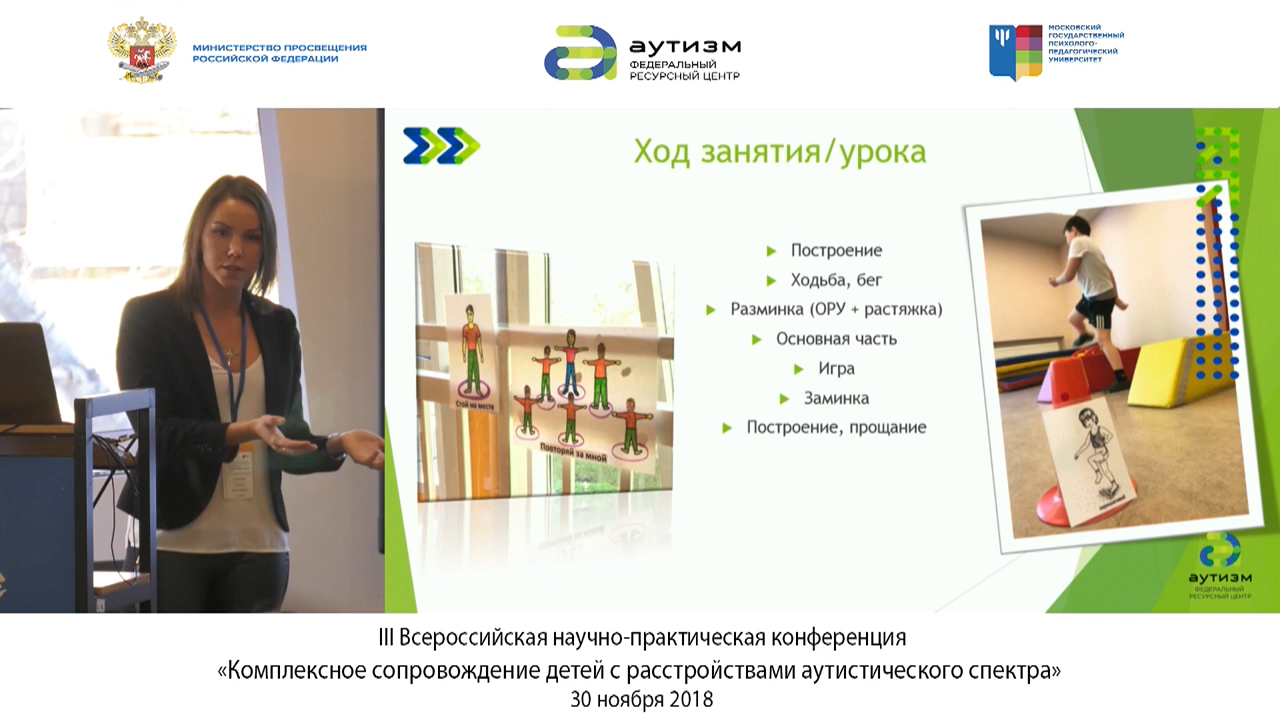 МИНИСТЕРСТВО ПРОСВЕЩЕНИЯ
РОССИЙСКОЙ ФЕДЕРАЦИИ
аутизм
ФЕДЕРАЛЬНЫЙ
РЕСУРСНЫЙ ЦЕНТР
МОСКОВСКИЙ
ГОСУДАРСТВЕННЫЙ
ПСИХОЛОГО-
ПЕДАГОГИЧЕСКИЙ
УНИВЕРСИТЕТ
Ход занятия/урока
Построение
Ходьба, бег
Разминка (ОРУ + растяжка)
Основная часть
Игра
Заминка
Построение, прощание
Стой на месте
Повторяй за мной
аутизм
ФЕДЕРАЛЬНЫЙ
РЕСУРСНЫЙ ЦЕНТР
III Всероссийская научно-практическая конференция
«Комплексное сопровождение детей с расстройствами аутистического спектра»
30 ноября 2018